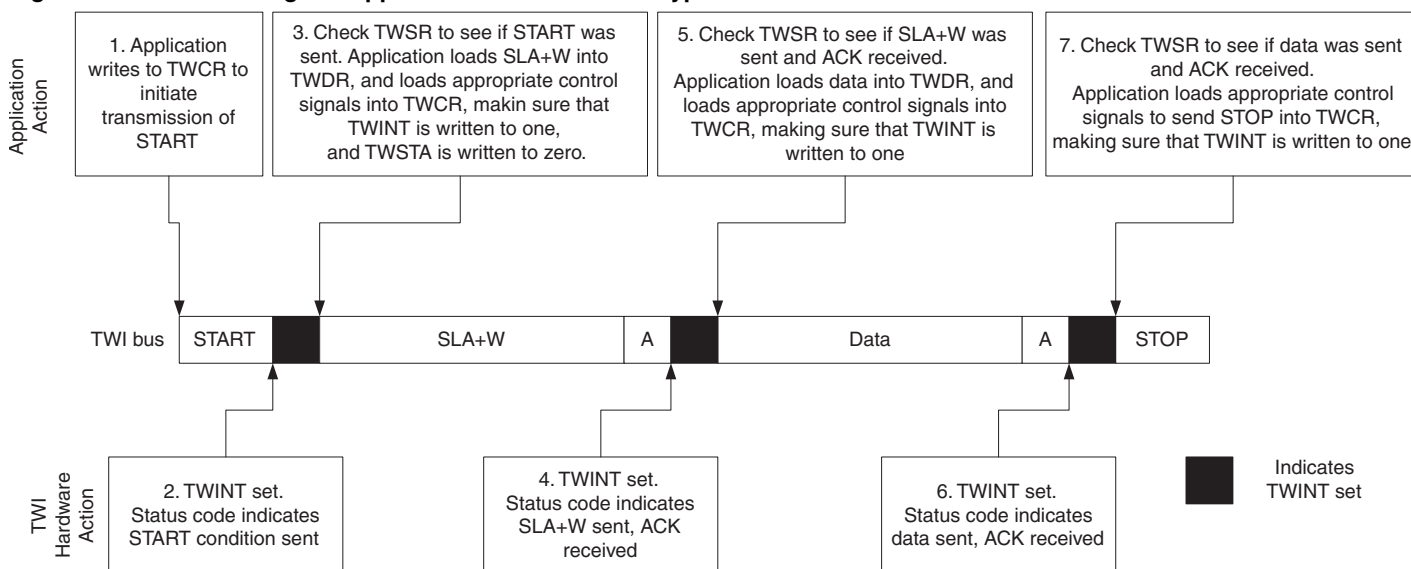 Application
Action
1. Application
writes to TWCR to
initiate
transmission of
START
3. Check TWSR to see if START was
sent. Application loads SLA+W into
TWDR, and loads appropriate control
signals into TWCR, makin sure that
TWINT is written to one,
and TWSTA is written to zero.
5. Check TWSR to see if SLA+W was
sent and ACK received.
Application loads data into TWDR, and
loads appropriate control signals into
TWCR, making sure that TWINT is
written to one
7. Check TWSR to see if data was sent
and ACK received.
Application loads appropriate control
signals to send STOP into TWCR,
making sure that TWINT is written to one
TWI bus
START
SLA+W
A
Data
A
STOP
TWI
Hardware
Action
2. TWINT set.
Status code indicates
START condition sent
4. TWINT set.
Status code indicates
SLA+W sent, ACK
received
6. TWINT set.
Status code indicates
data sent, ACK received
Indicates
TWINT set